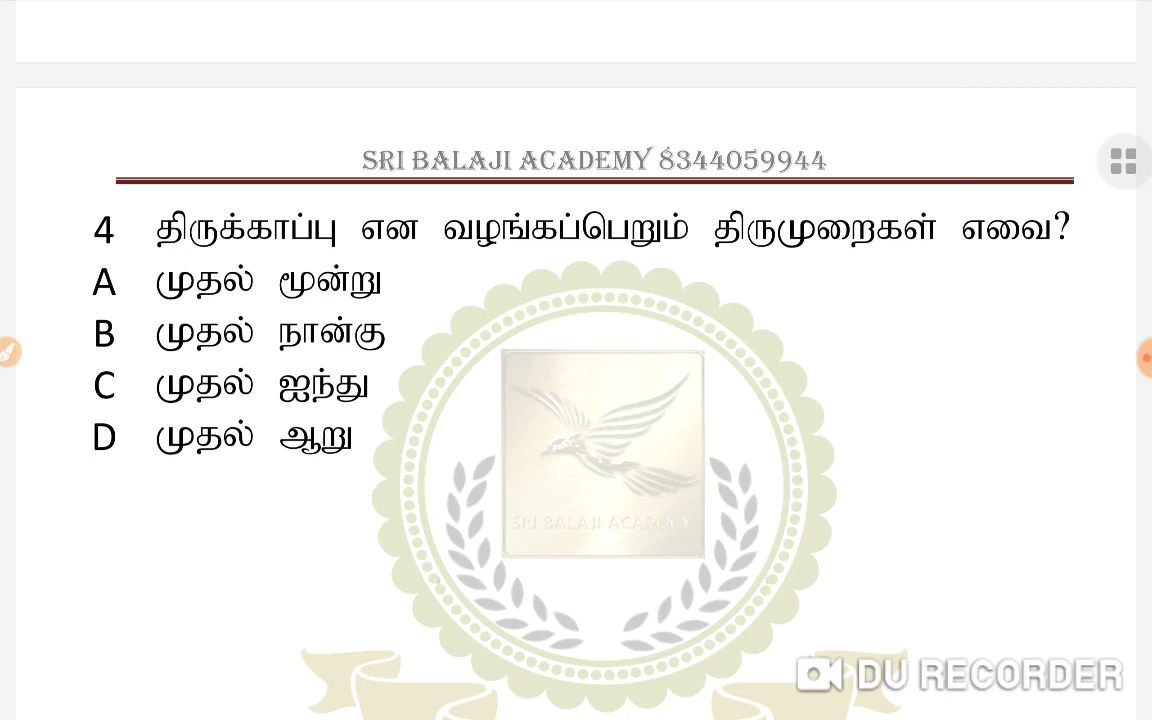 SRI BALAJI ACADEMY 8344059944
4 திருக்காப்பு என வழங்கப்பெறும் திருமுறைகள் எவை?
A முதல் மூன்று
B முதல் நான்கு
C முதல் ஐந்து
D முதல் ஆறு
SRI BALAJI ACADEMY
DU RECORDER